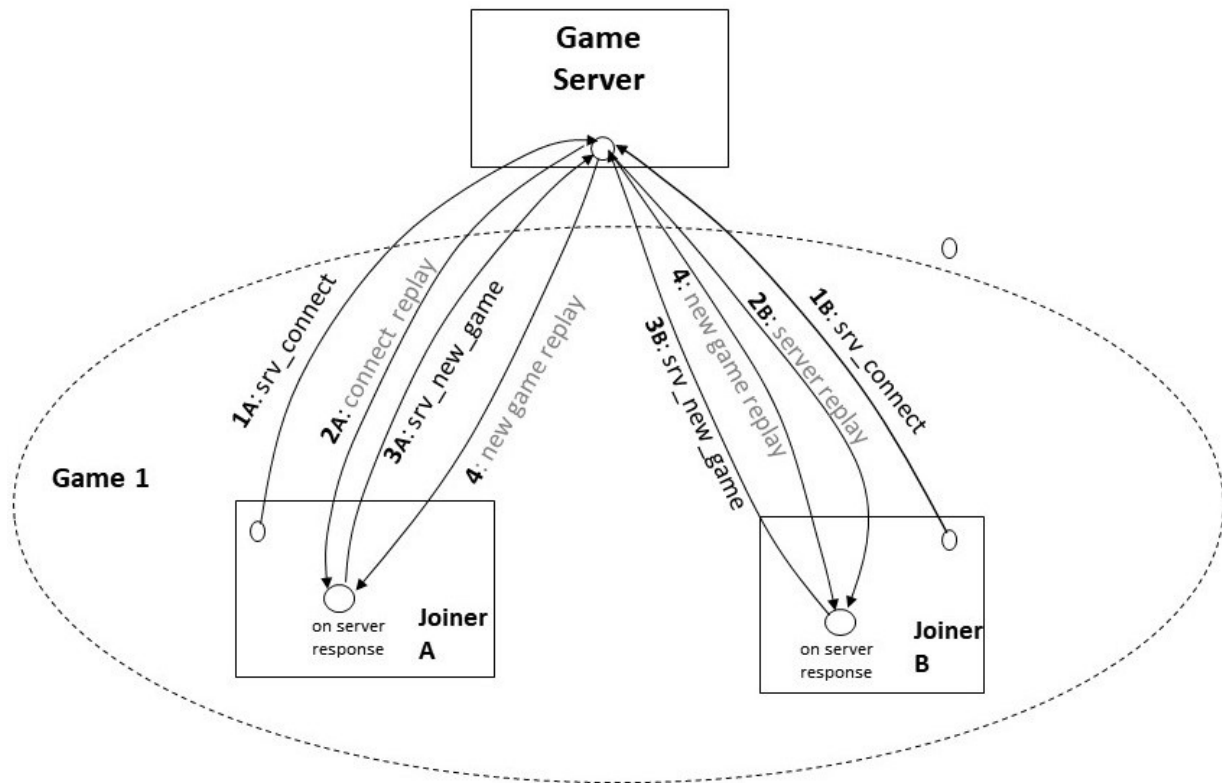 Game
Server
1A: srv_connect
2A: connect replay
3A: srv_new_game
4: new game replay
3B: srv_new_game
4: new game replay
2B: server replay
1B: srv_connect
Game 1
on server
response
Joiner
A
on server
response
Joiner
B